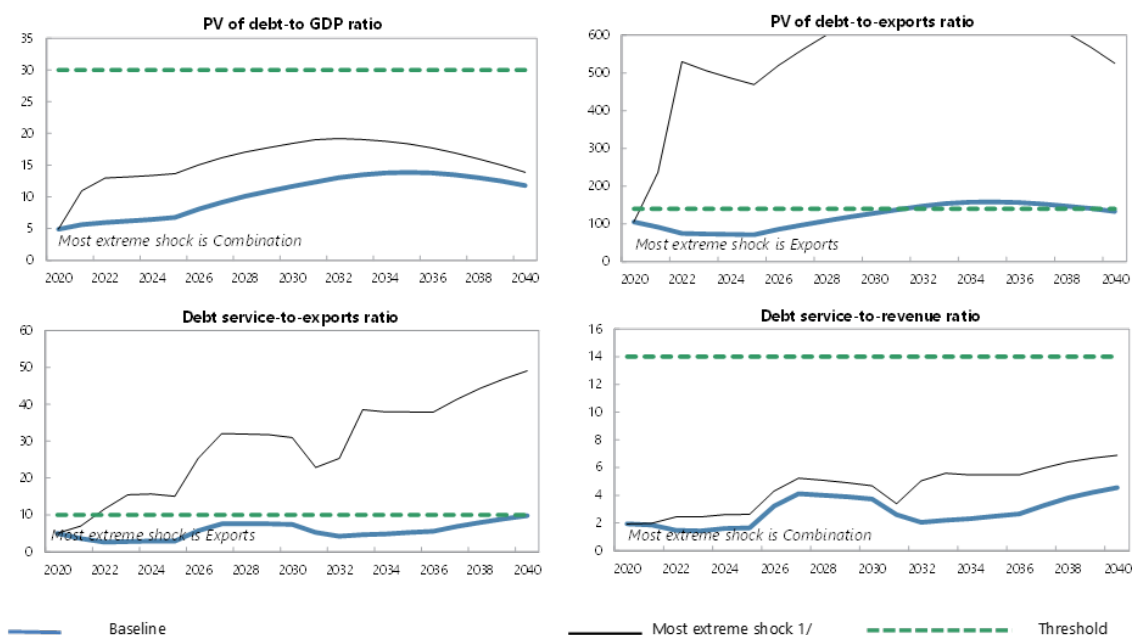 PV of debt-to GDP ratio
35
30
25
20
15
10
5
0
Most extreme shock is Combination
2020 2022 2024 2026 2028 2030 2032 2034 2036 2038 2040
PV of debt-to-exports ratio
600
500
400
300
200
100
0
Most extreme shock is Exports
2020 2022 2024 2026 2028 2030 2032 2034 2036 2038 2040
Debt service-to-exports ratio
60
50
40
30
20
10
0
Most extreme shock is Exports
2020 2022 2024 2026 2028 2030 2032 2034 2036 2038 2040
Debt service-to-revenue ratio
16
14
12
10
8
6
4
2
0
Most extreme shock is Combination
2020 2022 2024 2026 2028 2030 2032 2034 2036 2038 2040
Baseline Most extreme shock 1/ Threshold